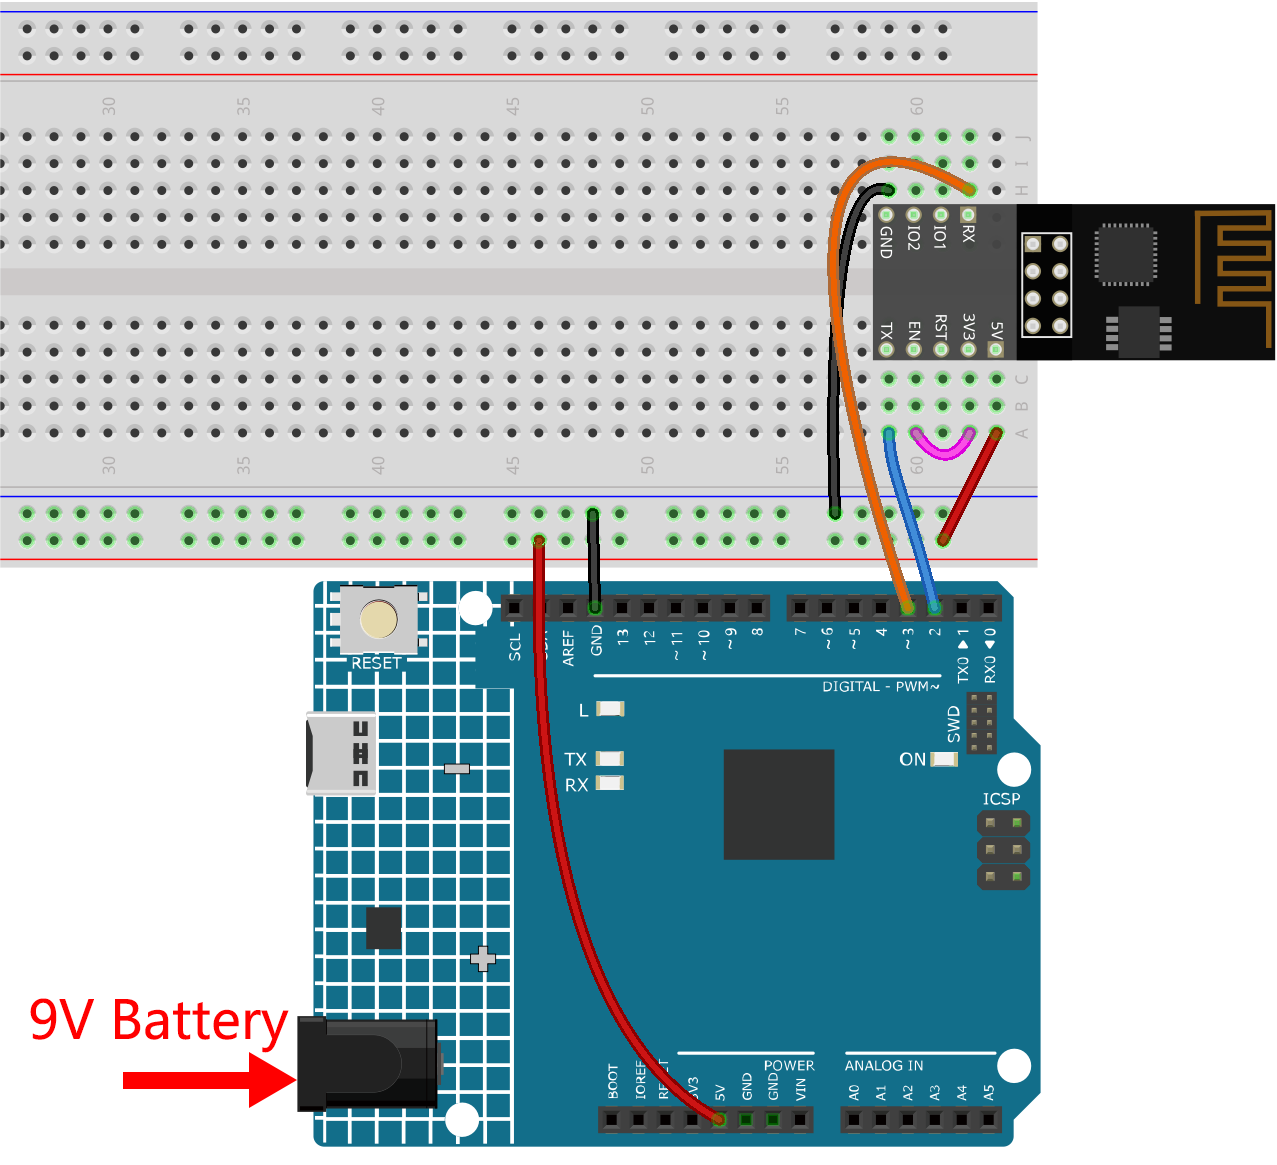 30 35 40 45 50 55 60
J
I
H
GND IO2 IO1 RX
TX EN RST 3V3 5V
C
B
A
30 35 40 45 50 55 60
RESET
SCL AREF GND 13 12 ~11 ~10 ~9 8 7 ~6 ~5 4 ~3 2 TX0▶1 RX0◀0
DIGITAL - PWM~
L
TX
RX
SWD
ON
ICSP
9V Battery
POWER ANALOG IN
BOOT IOREF 5V GND GND VIN A0 A1 A2 A3 A4 A5